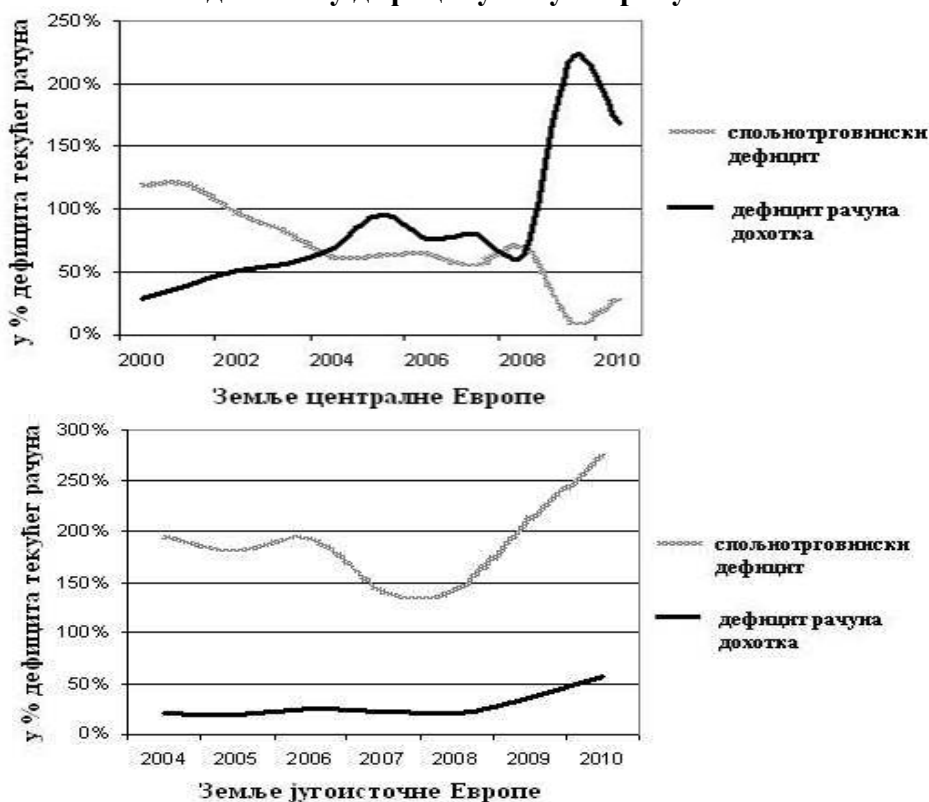 250%
200%
150%
100%
50%
0%
у % дефицита текућег рачуна
2000 2002 2004 2006 2008 2010
Земље централне Европе
спољнотрговински
дефицит
дефицит рачуна
дохотка
300%
250%
200%
150%
100%
50%
0%
у % дефицита текућег рачуна
2004 2005 2006 2007 2008 2009 2010
Земље југоисточне Европе
спољнотрговински
дефицит
дефицит рачуна
дохотка